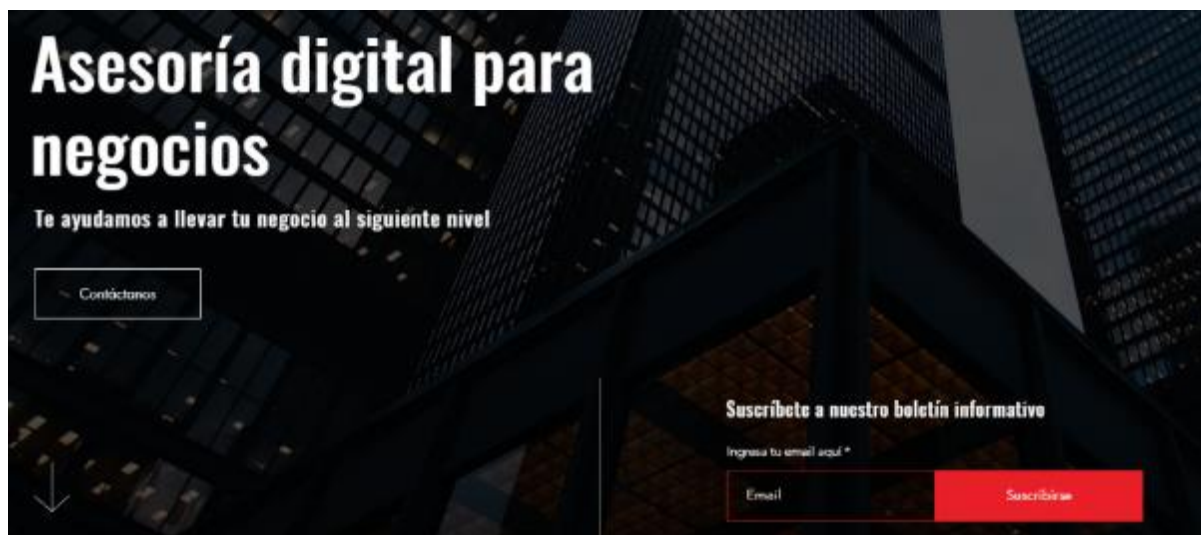 Asesoría digital para
negocios
Te ayudamos a llevar tu negocio al siguiente nivel
Contáctanos
Suscríbete a nuestro boletín informativo
Ingresa tu email aquí *
Email
Suscribirse